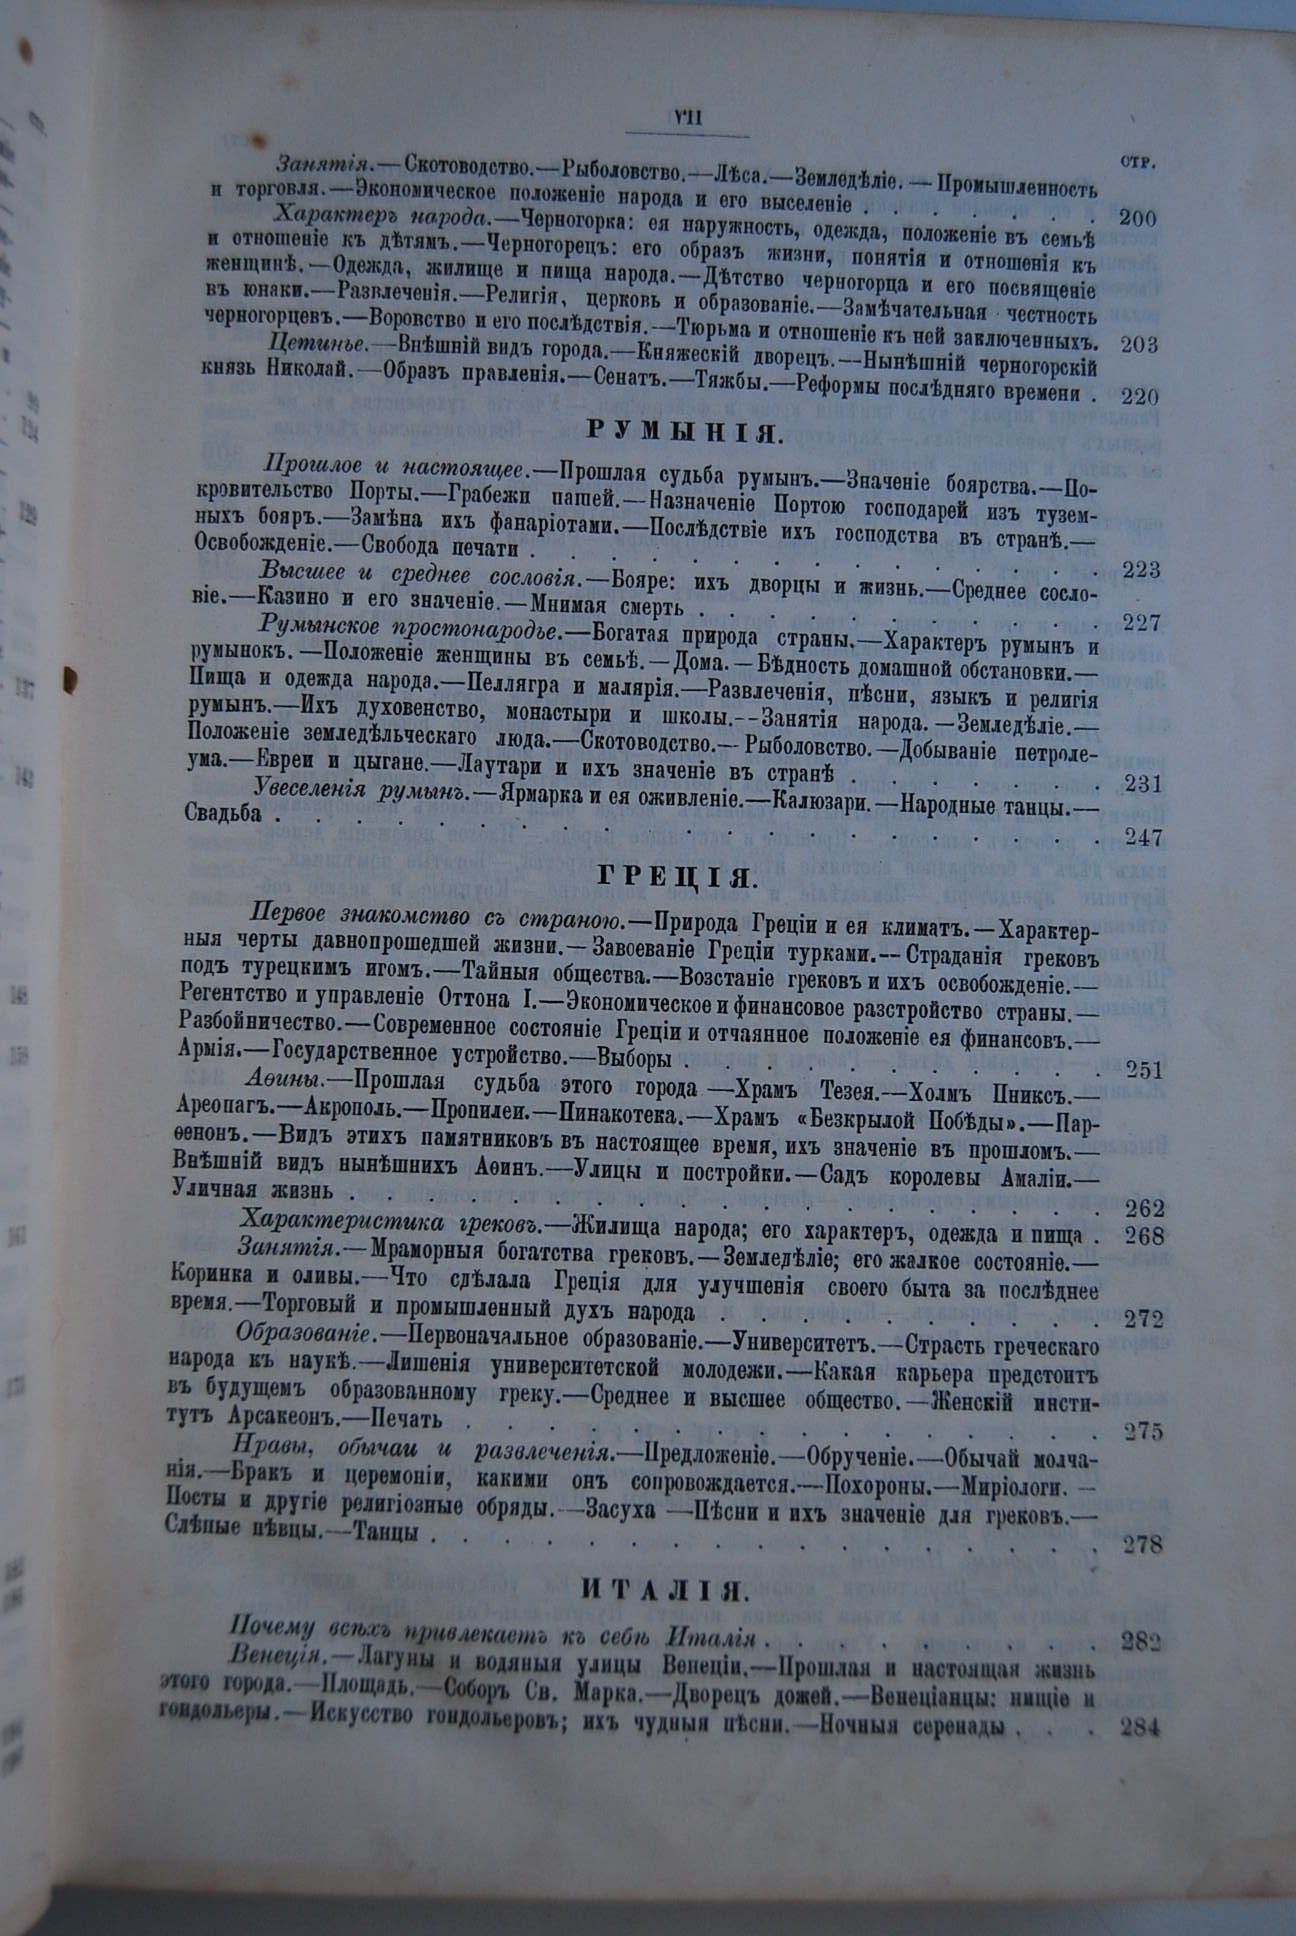 VII
СТР.
Занятія.—Скотоводство.—Рыболовство.—Лѣса.—Земледѣліе.—Промышленность
и торговля.—Экономическое положеніе народа и его выселеніе . . . . . . . 200
Характеръ народа.—Черногорка: ея наружность, одежда, положеніе въ семьѣ
и отношеніе къ дѣтямъ.—Черногорецъ: его образъ жизни, понятія и отношенія къ
женщинѣ.—Одежда, жилище и пища народа.—Дѣтство черногорца и его посвященіе
въ юнаки.—Развлеченія.—Религія, церковь и образованіе.—Замѣчательная честность
черногорцевъ.—Воровство и его послѣдствія.—Тюрьма и отношеніе къ ней заключенныхъ. 203
Цетинье.—Внѣшній видъ города.—Княжескій дворецъ.—Нынѣшній черногорскій
князь Николай.—Образъ правленія.—Сенатъ.—Тяжбы.—Реформы послѣдняго времени . 220
РУМЫНІЯ.
Прошлое и настоящее.—Прошлая судьба румынъ.—Значеніе боярства.—По-
кровительство Порты.—Грабежи пашей.—Назначеніе Портою господарей изъ тузем-
ныхъ бояръ.—Замѣна ихъ фанаріотами.—Послѣдствіе ихъ господства въ странѣ.—
Освобожденіе.—Свобода печати . . . . . . . . . . . . . . . . 223
Высшее и среднее сословія.—Бояре: ихъ дворцы и жизнь.—Среднее сосло-
віе.—Казино и его значеніе.—Мнимая смерть . . . . . . . . . . . 227
Румынское простонародье.—Богатая природа страны.—Характеръ румынъ и
румынокъ.—Положеніе женщины въ семьѣ.—Дома.—Бѣдность домашной обстановки.—
Пища и одежда народа.—Пеллягра и малярія.—Развлеченія, пѣсни, языкъ и религія
румынъ.—Ихъ духовенство, монастыри и школы.--Занятія народа.—Земледѣліе.—
Положеніе земледѣльческаго люда.—Скотоводство.—Рыболовство.—Добываніе петроле-
ума.—Евреи и цыгане.—Лаутари и ихъ значеніе въ странѣ . . . . . . . 231
Увеселенія румынъ.—Ярмарка и ея оживленіе.—Калюзари.—Народные танцы.—
Свадьба . . . . . . . . . . . . . . . . . . . . . . 247
ГРЕЦІЯ.
Первое знакомство съ страною.—Природа Греціи и ея климатъ.—Характер-
ныя черты давнопрошедшей жизни.—Завоеваніе Греціи турками.--Страданія грековъ
подъ турецкимъ игомъ.—Тайныя общества.—Возстаніе грековъ и ихъ освобожденіе.—
Регентство и управленіе Оттона I.—Экономическое и финансовое разстройство страны.—
Разбойничество.—Современное состояніе Греціи и отчаянное положеніе ея финансовъ.—
Армія.—Государственное устройство.—Выборы . . . . . . . . . . . 251
Аѳины.—Прошлая судьба этого города —Храмъ Тезея.—Холмъ Пниксъ.—
Ареопагъ.—Акрополь.—Пропилеи.—Пинакотека.—Храмъ «Безкрылой Побѣды».—Пар-
ѳенонъ.—Видъ этихъ памятниковъ въ настоящее время, ихъ значеніе въ прошломъ.—
Внѣшній видъ нынѣшнихъ Аѳинъ.—Улицы и постройки.—Садъ королевы Амаліи.—
Уличная жизнь . . . . . . . . . . . . . . . . . . . 262
Характеристика грековъ.—Жилища народа; его характеръ, одежда и пища . 268
Занятія.—Мраморныя богатства грековъ.—Земледѣліе; его жалкое состояніе.—
Коринка и оливы.—Что сдѣлала Греція для улучшенія своего быта за послѣднее
время.—Торговый и промышленный духъ народа . . . . . . . . . . 272
Образованіе.—Первоначальное образованіе.—Университетъ.—Страсть греческаго
народа къ наукѣ.—Лишенія университетской молодежи.—Какая карьера предстоитъ
въ будущемъ образованному греку.—Среднее и высшее общество.—Женскій инсти-
тутъ Арсакеонъ.—Печать . . . . . . . . . . . . . . . . 275
Нравы, обычаи и развлеченія.—Предложеніе.—Обрученіе.—Обычай молча-
нія.—Бракъ и церемоніи, какими онъ сопровождается.—Похороны.—Миріологи. —
Посты и другіе религіозные обряды.—Засуха —Пѣсни и ихъ значеніе для грековъ.—
Слѣпые пѣвцы.—Танцы . . . . . . . . . . . . . . . . . 278
ИТАЛІЯ.
Почему всѣхъ привлекаетъ къ себѣ Италія . . . . . . . . . 282
Венеція.—Лагуны и водяныя улицы Венеціи.—Прошлая и настоящая жизнь
этого города.—Площадь.—Соборъ Св. Марка.—Дворецъ дожей.—Венеціанцы: нищіе и
гондольеры.—Искусство гондольеровъ; ихъ чудныя пѣсни.—Ночныя серенады . . . 284